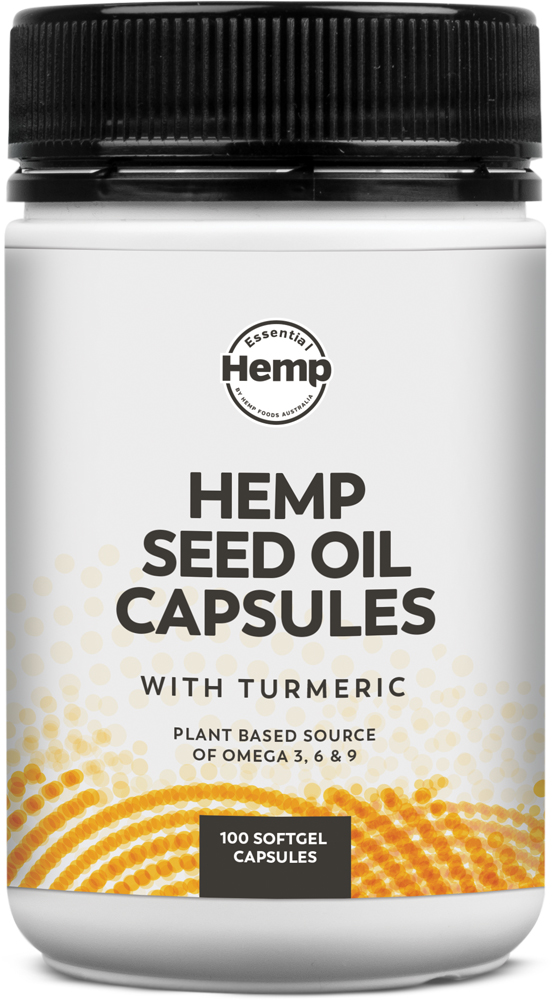 Essential
Hemp
BY HEMP FOODS AUSTRALIA
HEMP
SEED OIL
CAPSULES
WITH TURMERIC
PLANT BASED SOURCE
OF OMEGA 3, 6 & 9
100 SOFTGEL
CAPSULES